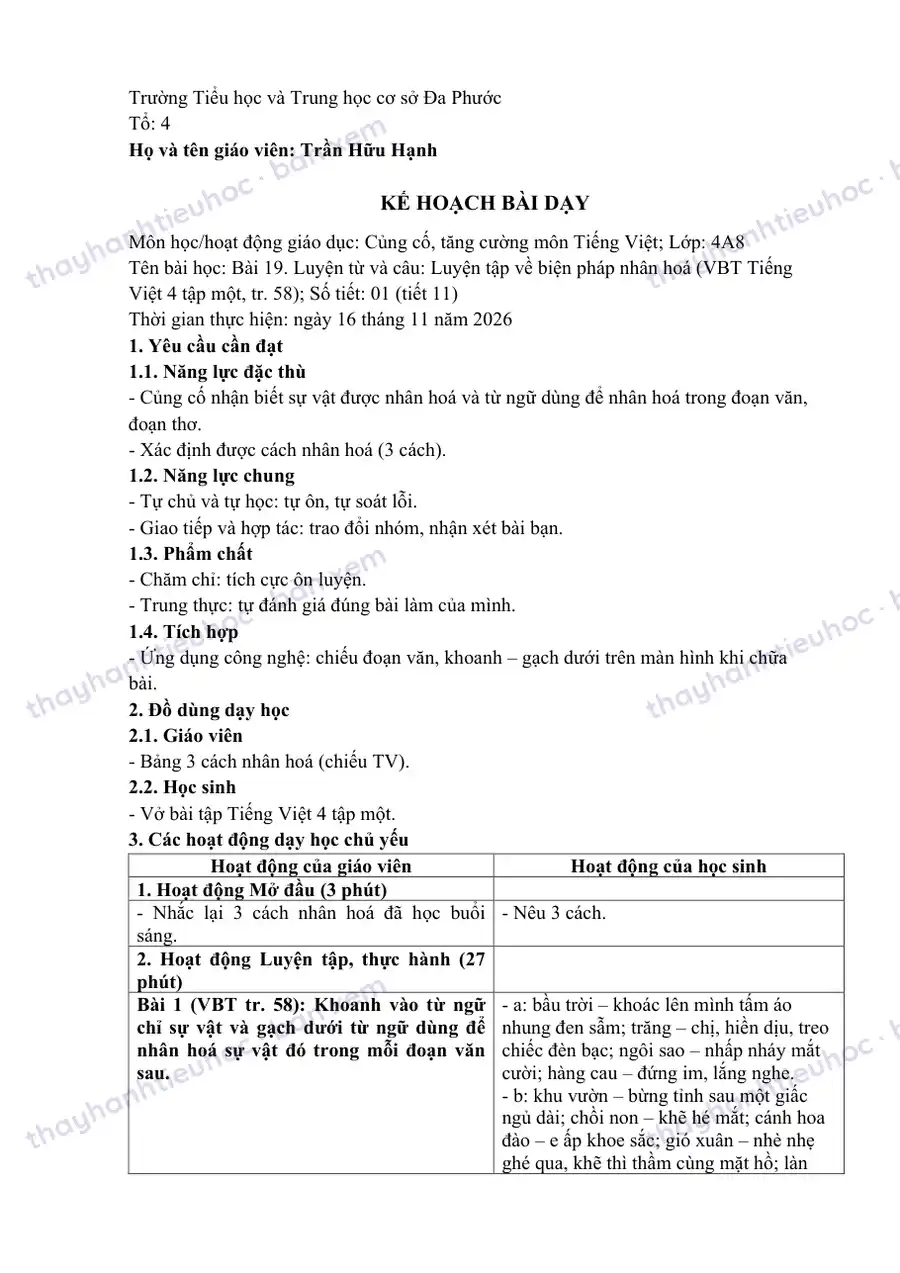 Trường Tiểu học và Trung học cơ sở Đa Phước
Tổ: 4
Họ và tên giáo viên: Trần Hữu Hạnh
KẾ HOẠCH BÀI DẠY
Môn học/hoạt động giáo dục: Củng cố, tăng cường môn Tiếng Việt; Lớp: 4A8
Tên bài học: Bài 19. Luyện từ và câu: Luyện tập về biện pháp nhân hoá (VBT Tiếng
Việt 4 tập một, tr. 58); Số tiết: 01 (tiết 11)
Thời gian thực hiện: ngày 16 tháng 11 năm 2026
1. Yêu cầu cần đạt
1.1. Năng lực đặc thù
- Củng cố nhận biết sự vật được nhân hoá và từ ngữ dùng để nhân hoá trong đoạn văn,
đoạn thơ.
- Xác định được cách nhân hoá (3 cách).
1.2. Năng lực chung
- Tự chủ và tự học: tự ôn, tự soát lỗi.
- Giao tiếp và hợp tác: trao đổi nhóm, nhận xét bài bạn.
1.3. Phẩm chất
- Chăm chỉ: tích cực ôn luyện.
- Trung thực: tự đánh giá đúng bài làm của mình.
1.4. Tích hợp
- Ứng dụng công nghệ: chiếu đoạn văn, khoanh – gạch dưới trên màn hình khi chữa
bài.
2. Đồ dùng dạy học
2.1. Giáo viên
- Bảng 3 cách nhân hoá (chiếu TV).
2.2. Học sinh
- Vở bài tập Tiếng Việt 4 tập một.
3. Các hoạt động dạy học chủ yếu
Hoạt động của giáo viên
Hoạt động của học sinh
1. Hoạt động Mở đầu (3 phút)
- Nhắc lại 3 cách nhân hoá đã học buổi
sáng.
- Nêu 3 cách.
2. Hoạt động Luyện tập, thực hành (27
phút)
Bài 1 (VBT tr. 58): Khoanh vào từ ngữ
chỉ sự vật và gạch dưới từ ngữ dùng để
nhân hoá sự vật đó trong mỗi đoạn văn
sau.
- a: bầu trời – khoác lên mình tấm áo
nhung đen sẫm; trăng – chị, hiền dịu, treo
chiếc đèn bạc; ngôi sao – nhấp nháy mắt
cười; hàng cau – đứng im, lắng nghe.
- b: khu vườn – bừng tỉnh sau một giấc
ngủ dài; chồi non – khẽ hé mắt; cánh hoa
đào – e ấp khoe sắc; gió xuân – nhè nhẹ
ghé qua, khẽ thì thầm cùng mặt hồ; làn
thayhanhtieuhoc · bản xem
thayhanhtieuhoc · b
thayhanhtieuhoc · bản xem
thayhanhtieuhoc · b
thayhanhtieuhoc · bản xem
thayhanhtieuhoc · b